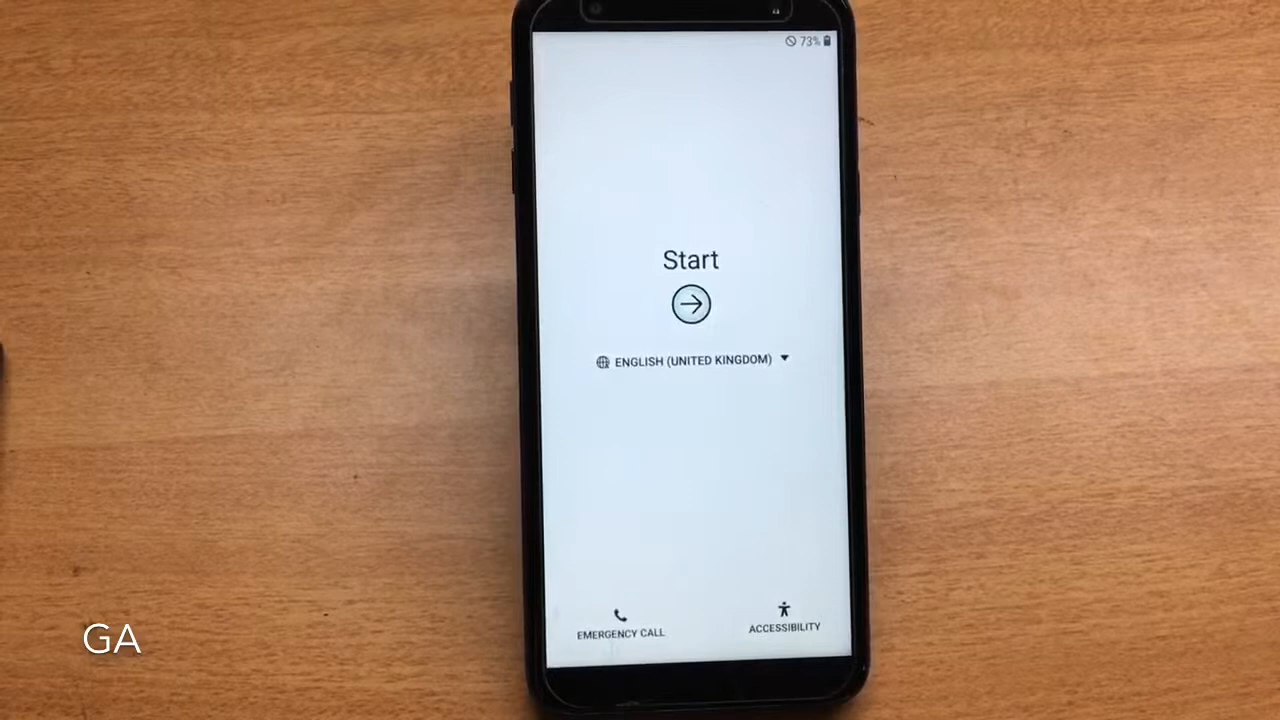 73%
Start
ENGLISH (UNITED KINGDOM)
EMERGENCY CALL
ACCESSIBILITY
GA